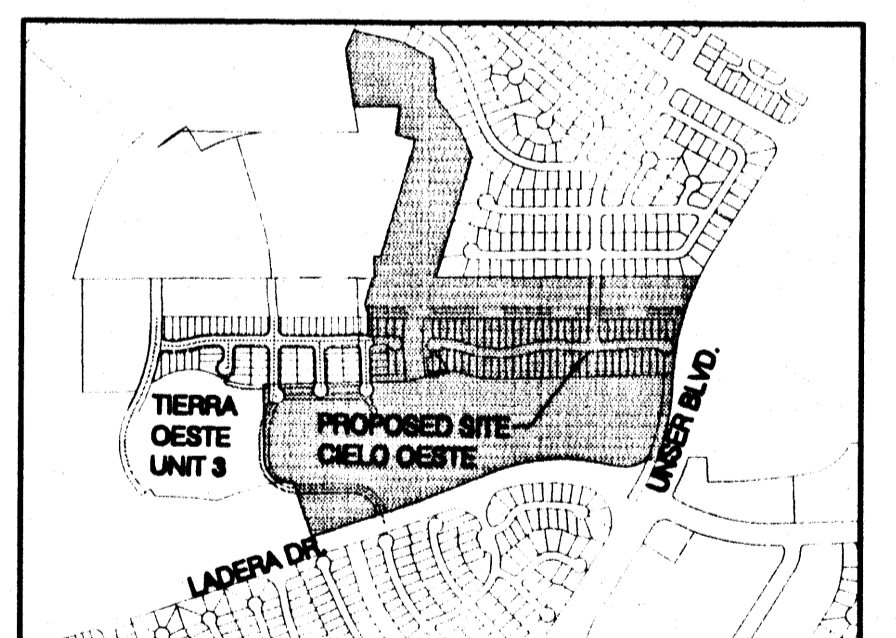 TIERRA
OESTE
UNIT 3
PROPOSED SITE
CIELO OESTE
UNSER BLVD.
LADERA DR.